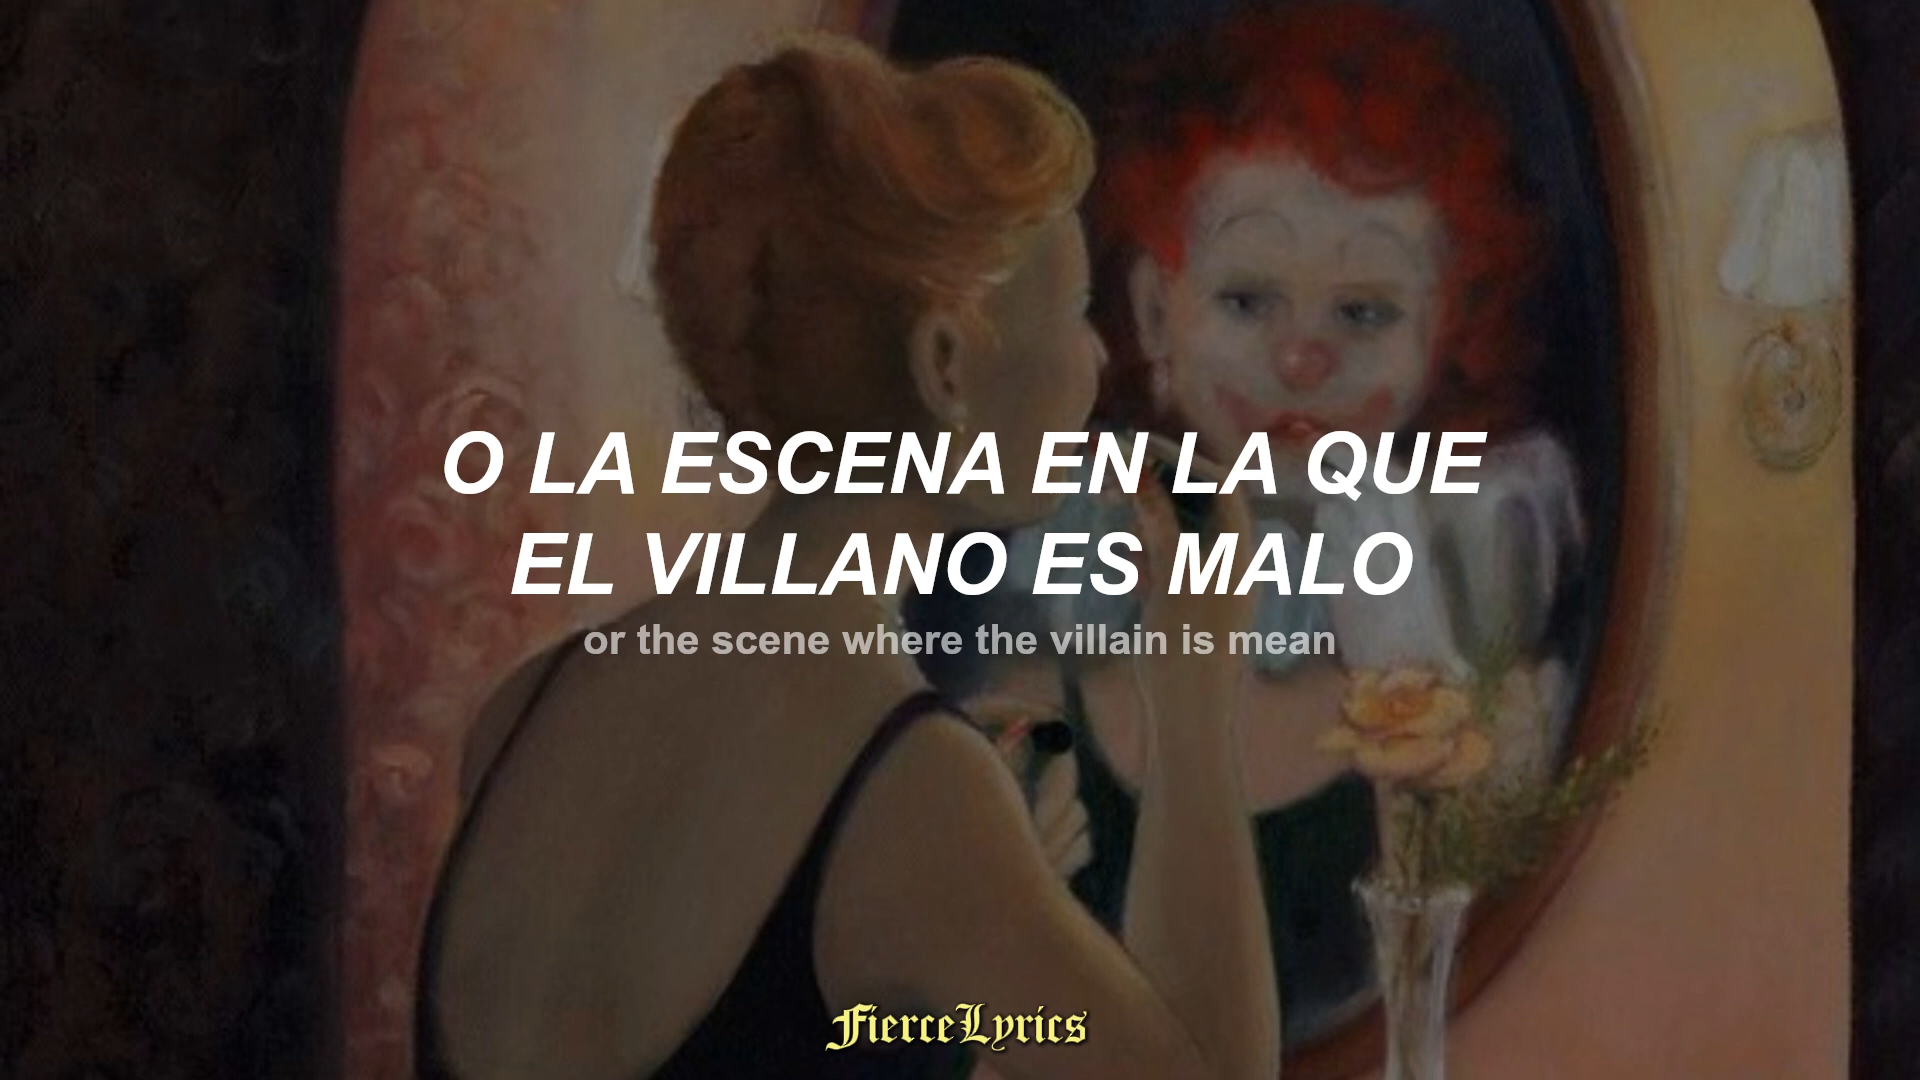 O LA ESCENA EN LA QUE
EL VILLANO ES MALO
or the scene where the villain is mean
FierceLyrics